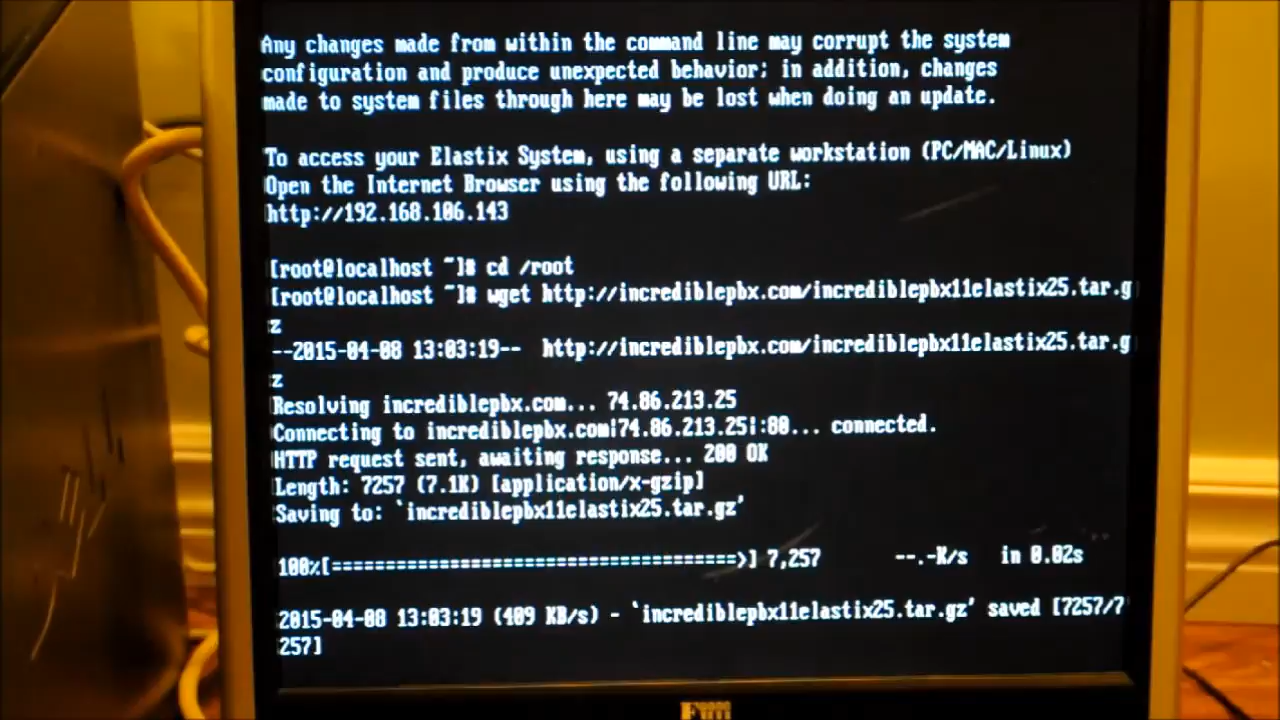 Any changes made from within the command line may corrupt the system
configuration and produce unexpected behavior; in addition, changes
made to system files through here may be lost when doing an update.
To access your Elastix System, using a separate workstation (PC/MAC/Linux)
Open the Internet Browser using the following URL:
http://192.168.106.143
[root@localhost ~]# cd /root
[root@localhost ~]# wget http://incrediblepbx.com/incrediblepbx11elastix25.tar.g
z
--2015-04-08 13:03:19--  http://incrediblepbx.com/incrediblepbx11elastix25.tar.g
z
Resolving incrediblepbx.com... 74.86.213.25
Connecting to incrediblepbx.com|74.86.213.25|:80... connected.
HTTP request sent, awaiting response... 200 OK
Length: 7257 (7.1K) [application/x-gzip]
Saving to: `incrediblepbx11elastix25.tar.gz'
100%[======================================>] 7,257       --.-K/s   in 0.02s
2015-04-08 13:03:19 (409 KB/s) - `incrediblepbx11elastix25.tar.gz' saved [7257/7
257]